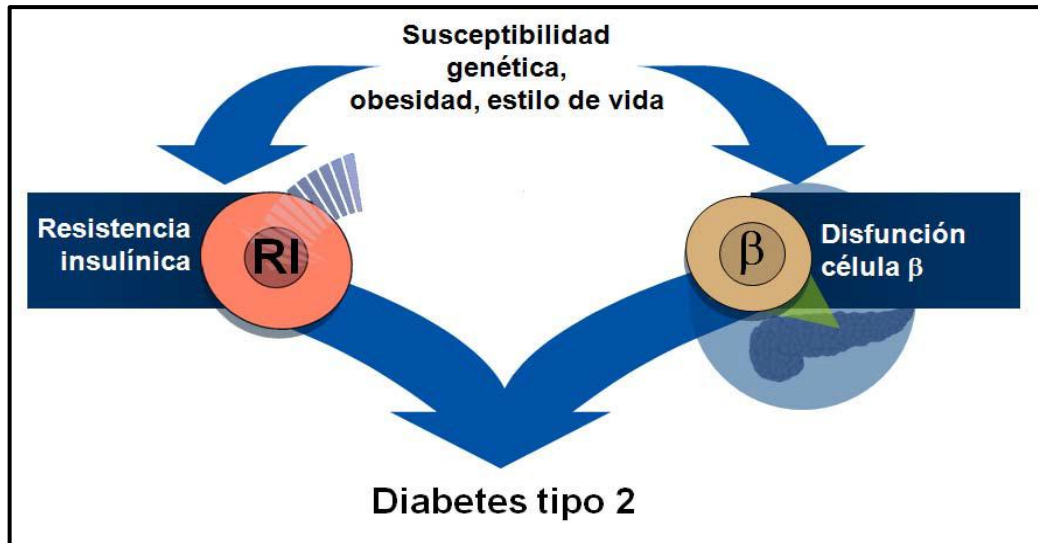 Susceptibilidad
genética,
obesidad, estilo de vida
Resistencia
insulínica
RI
β
Disfunción
célula β
Diabetes tipo 2